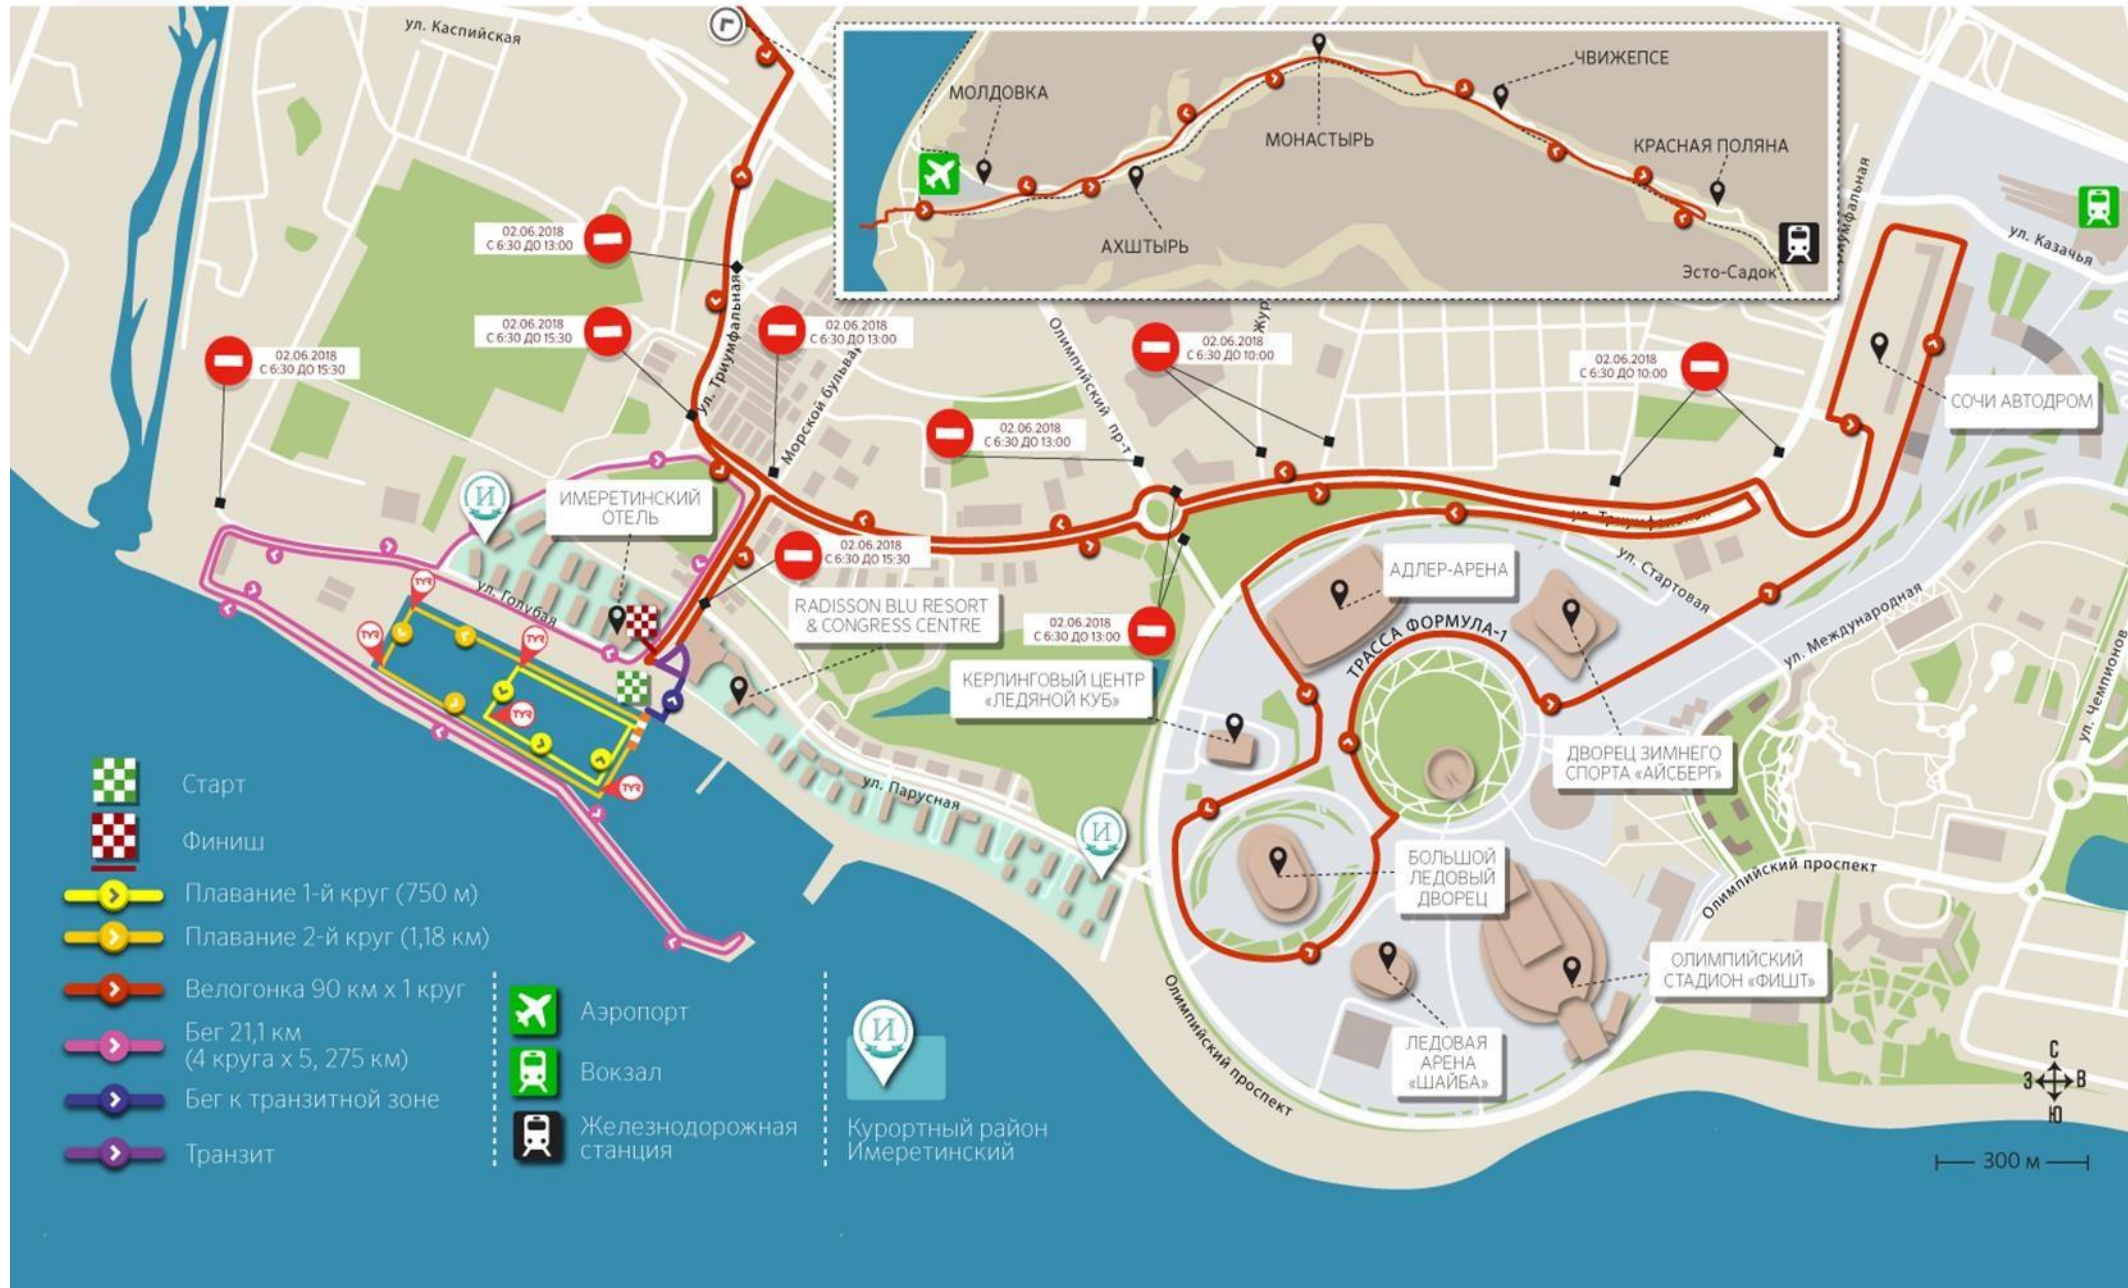 ул. Каспийская
МОЛДОВКА
АХШТЫРЬ
МОНАСТЫРЬ
ЧВИЖЕПСЕ
КРАСНАЯ ПОЛЯНА
Эсто-Садок
ул. Казачья
02.06.2018
С 6:30 ДО 13:00
02.06.2018
С 6:30 ДО 15:30
02.06.2018
С 6:30 ДО 13:00
02.06.2018
С 6:30 ДО 15:30
ул. Триумфальная
02.06.2018
С 6:30 ДО 10:00
02.06.2018
С 6:30 ДО 10:00
Олимпийский пр-т
02.06.2018
С 6:30 ДО 13:00
СОЧИ АВТОДРОМ
И
ИМЕРЕТИНСКИЙ
ОТЕЛЬ
02.06.2018
С 6:30 ДО 15:30
ул. Триумфальная
ул. Стартовая
ул. Международная
ул. Чемпионов
АДЛЕР-АРЕНА
ТРАССА ФОРМУЛА-1
RADISSON BLU RESORT
& CONGRESS CENTRE
02.06.2018
С 6:30 ДО 13:00
ул. Голубая
TYR
TYR
TYR
TYR
TYR
КЕРЛИНГОВЫЙ ЦЕНТР
«ЛЕДЯНОЙ КУБ»
ДВОРЕЦ ЗИМНЕГО
СПОРТА «АЙСБЕРГ»
ул. Парусная
И
БОЛЬШОЙ
ЛЕДОВЫЙ
ДВОРЕЦ
Олимпийский проспект
ОЛИМПИЙСКИЙ
СТАДИОН «ФИШТ»
ЛЕДОВАЯ
АРЕНА
«ШАЙБА»
Олимпийский проспект
Старт
Финиш
Плавание 1-й круг (750 м)
Плавание 2-й круг (1,18 км)
Велогонка 90 км х 1 круг
Бег 21,1 км
(4 круга х 5, 275 км)
Бег к транзитной зоне
Транзит
Аэропорт
Вокзал
Железнодорожная
станция
И
Курортный район
Имеретинский
С
З В
Ю
300 м